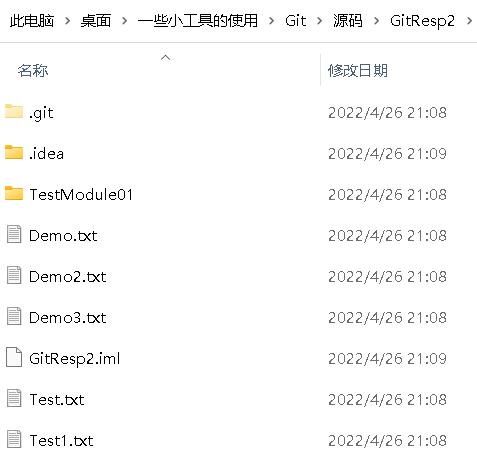 此电脑 > 桌面 > 一些小工具的使用 > Git > 源码 > GitResp2 >
名称 修改日期
.git 2022/4/26 21:08
.idea 2022/4/26 21:09
TestModule01 2022/4/26 21:08
Demo.txt 2022/4/26 21:08
Demo2.txt 2022/4/26 21:08
Demo3.txt 2022/4/26 21:08
GitResp2.iml 2022/4/26 21:09
Test.txt 2022/4/26 21:08
Test1.txt 2022/4/26 21:08